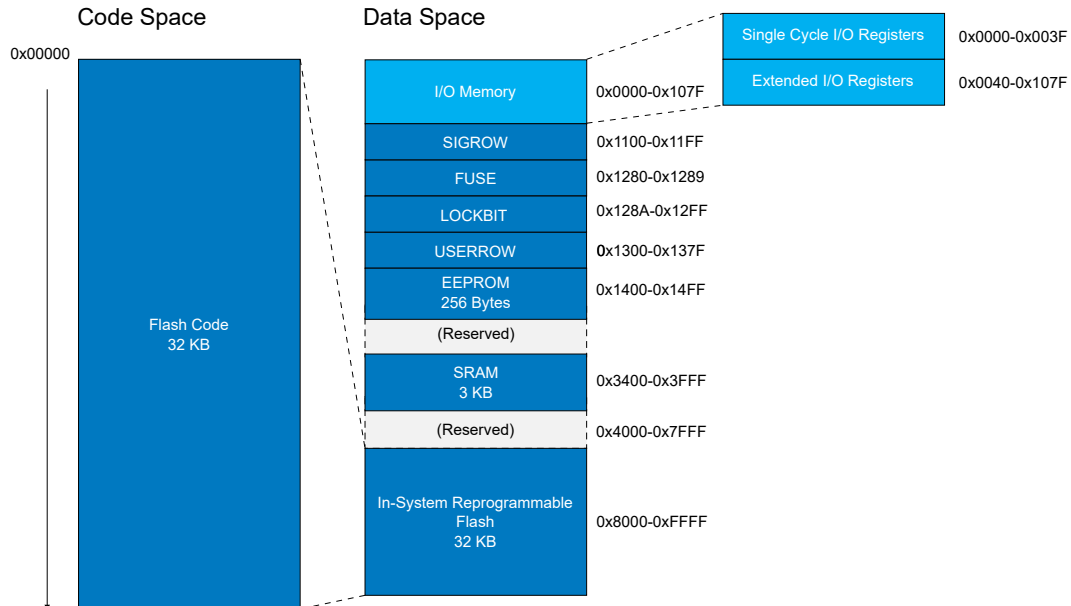 Code Space
Data Space
Single Cycle I/O Registers
0x0000-0x003F
0x00000
Extended I/O Registers
0x0040-0x107F
I/O Memory
0x0000-0x107F
SIGROW
0x1100-0x11FF
FUSE
0x1280-0x1289
LOCKBIT
0x128A-0x12FF
USERROW
0x1300-0x137F
EEPROM
256 Bytes
0x1400-0x14FF
Flash Code
32 KB
(Reserved)
SRAM
3 KB
0x3400-0x3FFF
(Reserved)
0x4000-0x7FFF
In-System Reprogrammable
Flash
32 KB
0x8000-0xFFFF